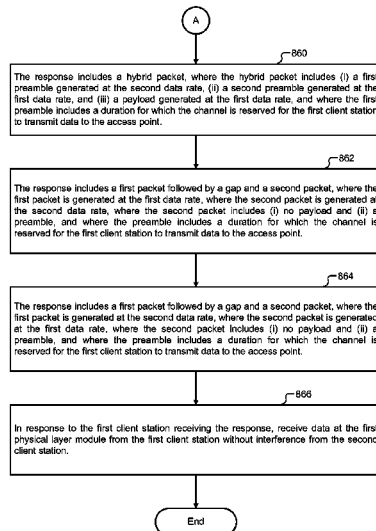 A
860
The response includes a hybrid packet, where the hybrid packet includes (i) a first
preamble generated at the second data rate, (ii) a second preamble generated at the
first data rate, and (iii) a payload generated at the first data rate, and where the first
preamble includes a duration for which the channel is reserved for the first client station
to transmit data to the access point.
862
The response includes a first packet followed by a gap and a second packet, where the
first packet is generated at the first data rate, where the second packet is generated at
the second data rate, where the second packet includes (i) no payload and (ii) a
preamble, and where the preamble includes a duration for which the channel is
reserved for the first client station to transmit data to the access point.
864
The response includes a first packet followed by a gap and a second packet, where the
first packet is generated at the second data rate, where the second packet is generated
at the first data rate, where the second packet includes (i) no payload and (ii) a
preamble, and where the preamble includes a duration for which the channel is
reserved for the first client station to transmit data to the access point.
866
In response to the first client station receiving the response, receive data at the first
physical layer module from the first client station without interference from the second
client station.
End